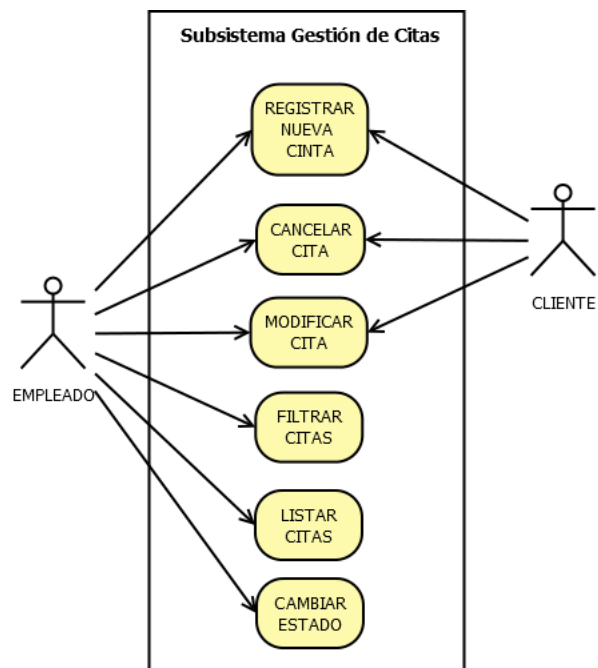 Subsistema Gestión de Citas
REGISTRAR
NUEVA
CINTA
CANCELAR
CITA
CLIENTE
MODIFICAR
CITA
EMPLEADO
FILTRAR
CITAS
LISTAR
CITAS
CAMBIAR
ESTADO